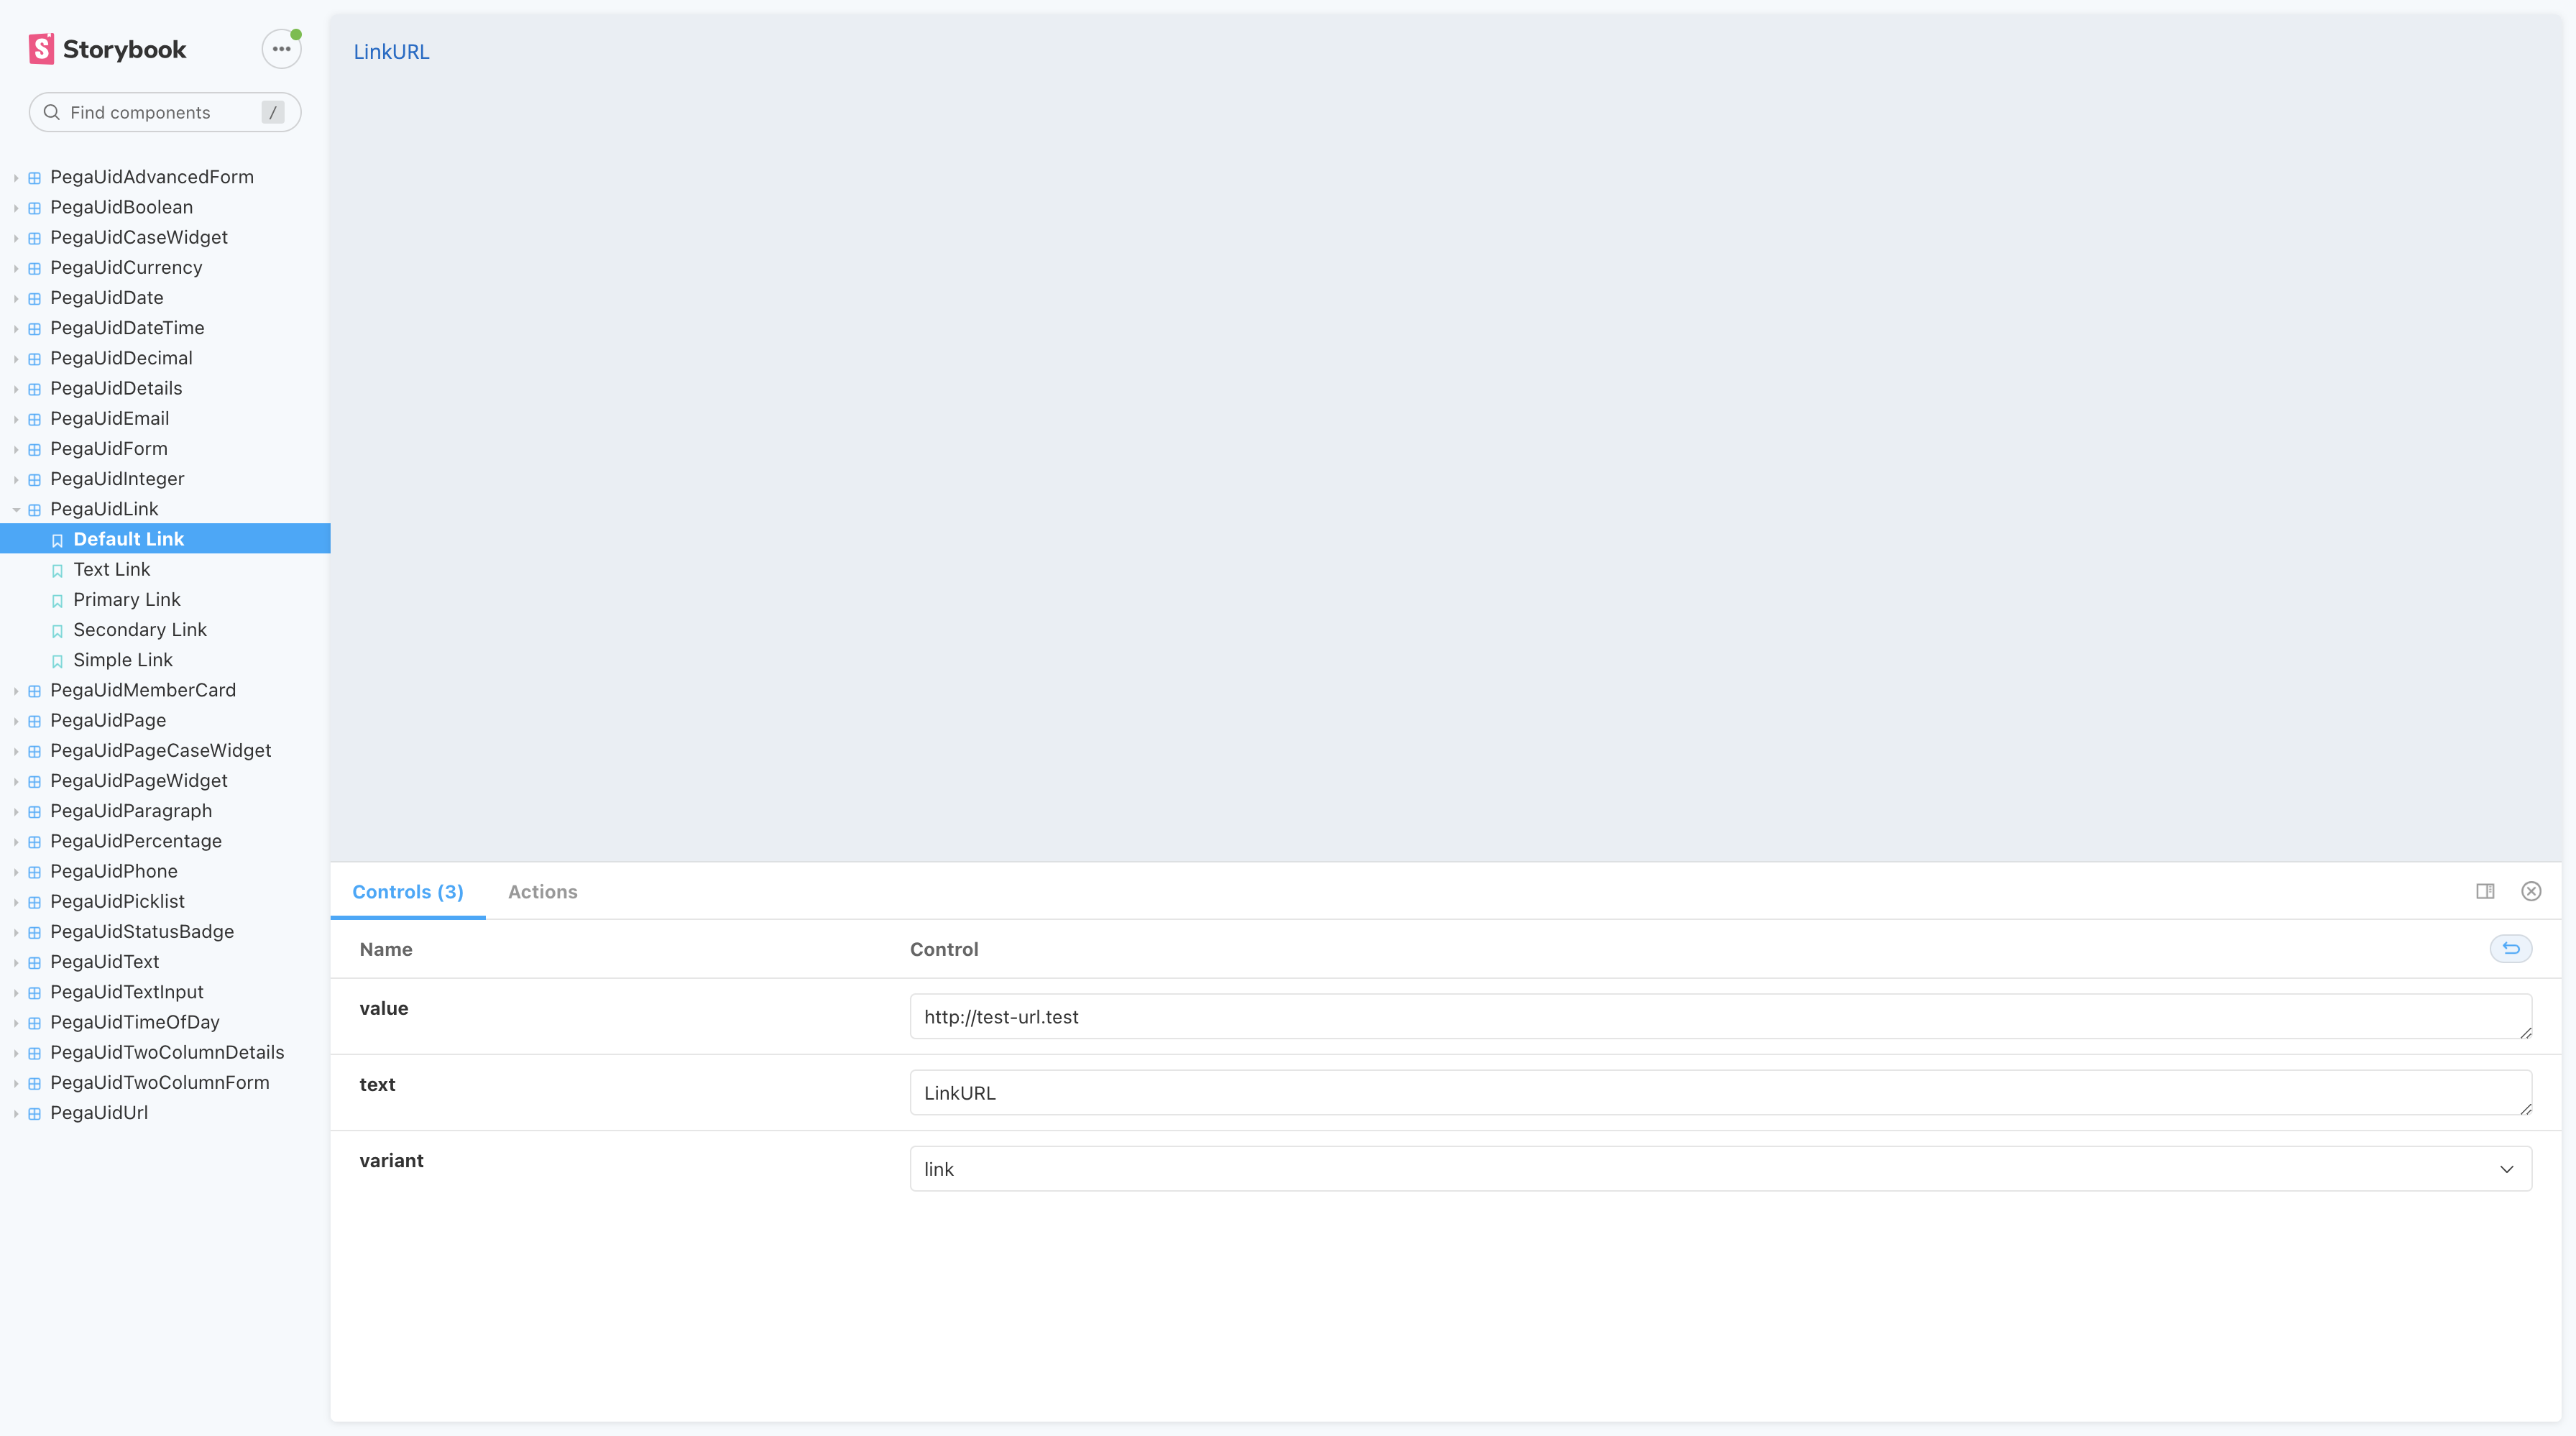 Storybook
Find components /
PegaUidAdvancedForm
PegaUidBoolean
PegaUidCaseWidget
PegaUidCurrency
PegaUidDate
PegaUidDateTime
PegaUidDecimal
PegaUidDetails
PegaUidEmail
PegaUidForm
PegaUidInteger
PegaUidLink
Default Link
Text Link
Primary Link
Secondary Link
Simple Link
PegaUidMemberCard
PegaUidPage
PegaUidPageCaseWidget
PegaUidPageWidget
PegaUidParagraph
PegaUidPercentage
PegaUidPhone
PegaUidPicklist
PegaUidStatusBadge
PegaUidText
PegaUidTextInput
PegaUidTimeOfDay
PegaUidTwoColumnDetails
PegaUidTwoColumnForm
PegaUidUrl
LinkURL
Controls (3) Actions
Name Control
value http://test-url.test
text LinkURL
variant link